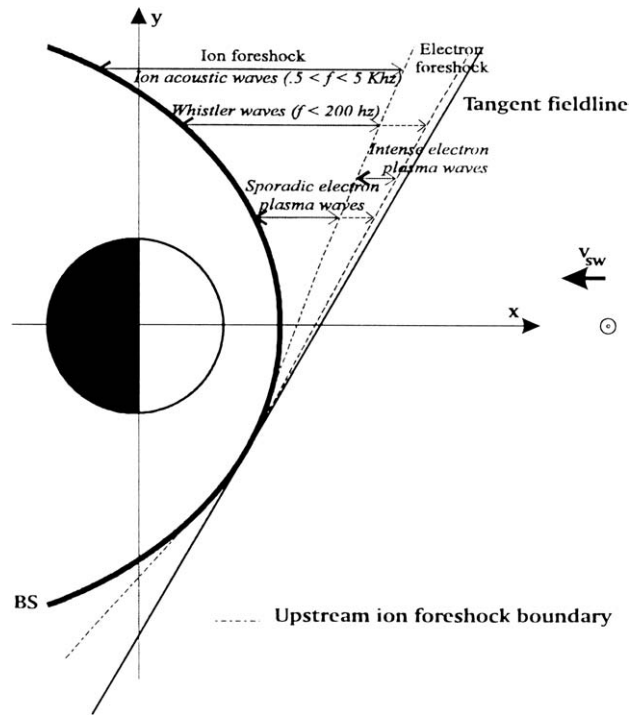 y
Ion foreshock
Electron
foreshock
Ion acoustic waves (.5 < f < 5 Khz)
Whistler waves (f < 200 hz)
Tangent fieldline
Intense electron
plasma waves
Sporadic electron
plasma waves
v_sw
x
BS
Upstream ion foreshock boundary